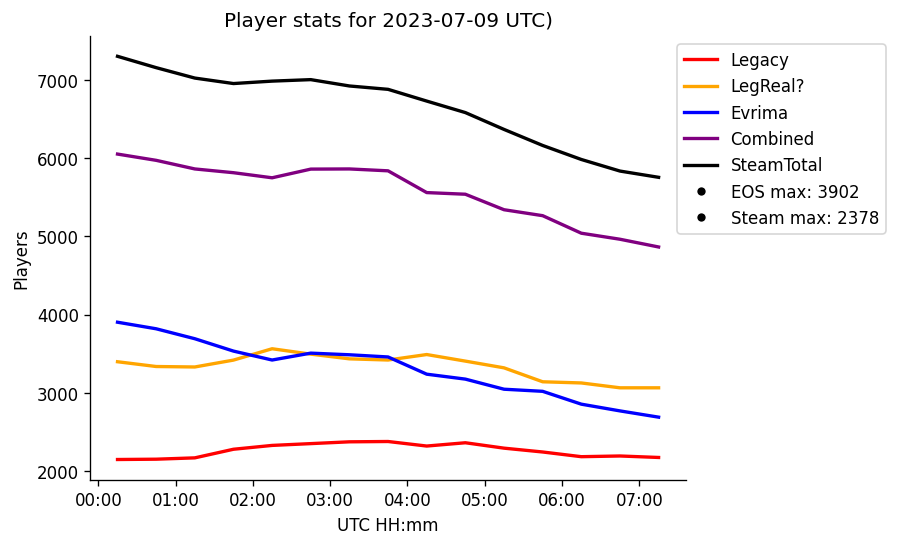 Player stats for 2023-07-09 UTC)
Legacy
LegReal?
Evrima
Combined
SteamTotal
EOS max: 3902
Steam max: 2378
7000
6000
5000
4000
3000
2000
Players
00:00 01:00 02:00 03:00 04:00 05:00 06:00 07:00
UTC HH:mm